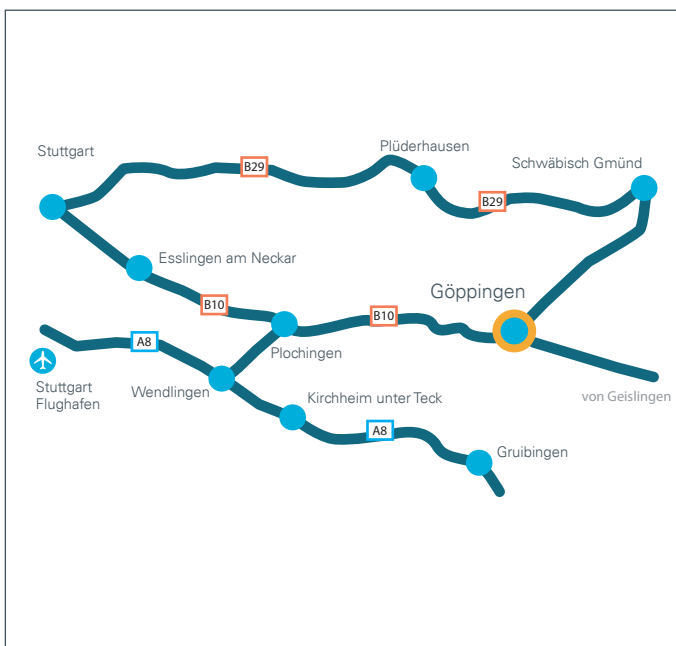 Plüderhausen
Stuttgart
Schwäbisch Gmünd
B29
B29
Esslingen am Neckar
Göppingen
B10
B10
A8
Plochingen
Stuttgart
Flughafen
Wendlingen
Kirchheim unter Teck
von Geislingen
A8
Gruibingen